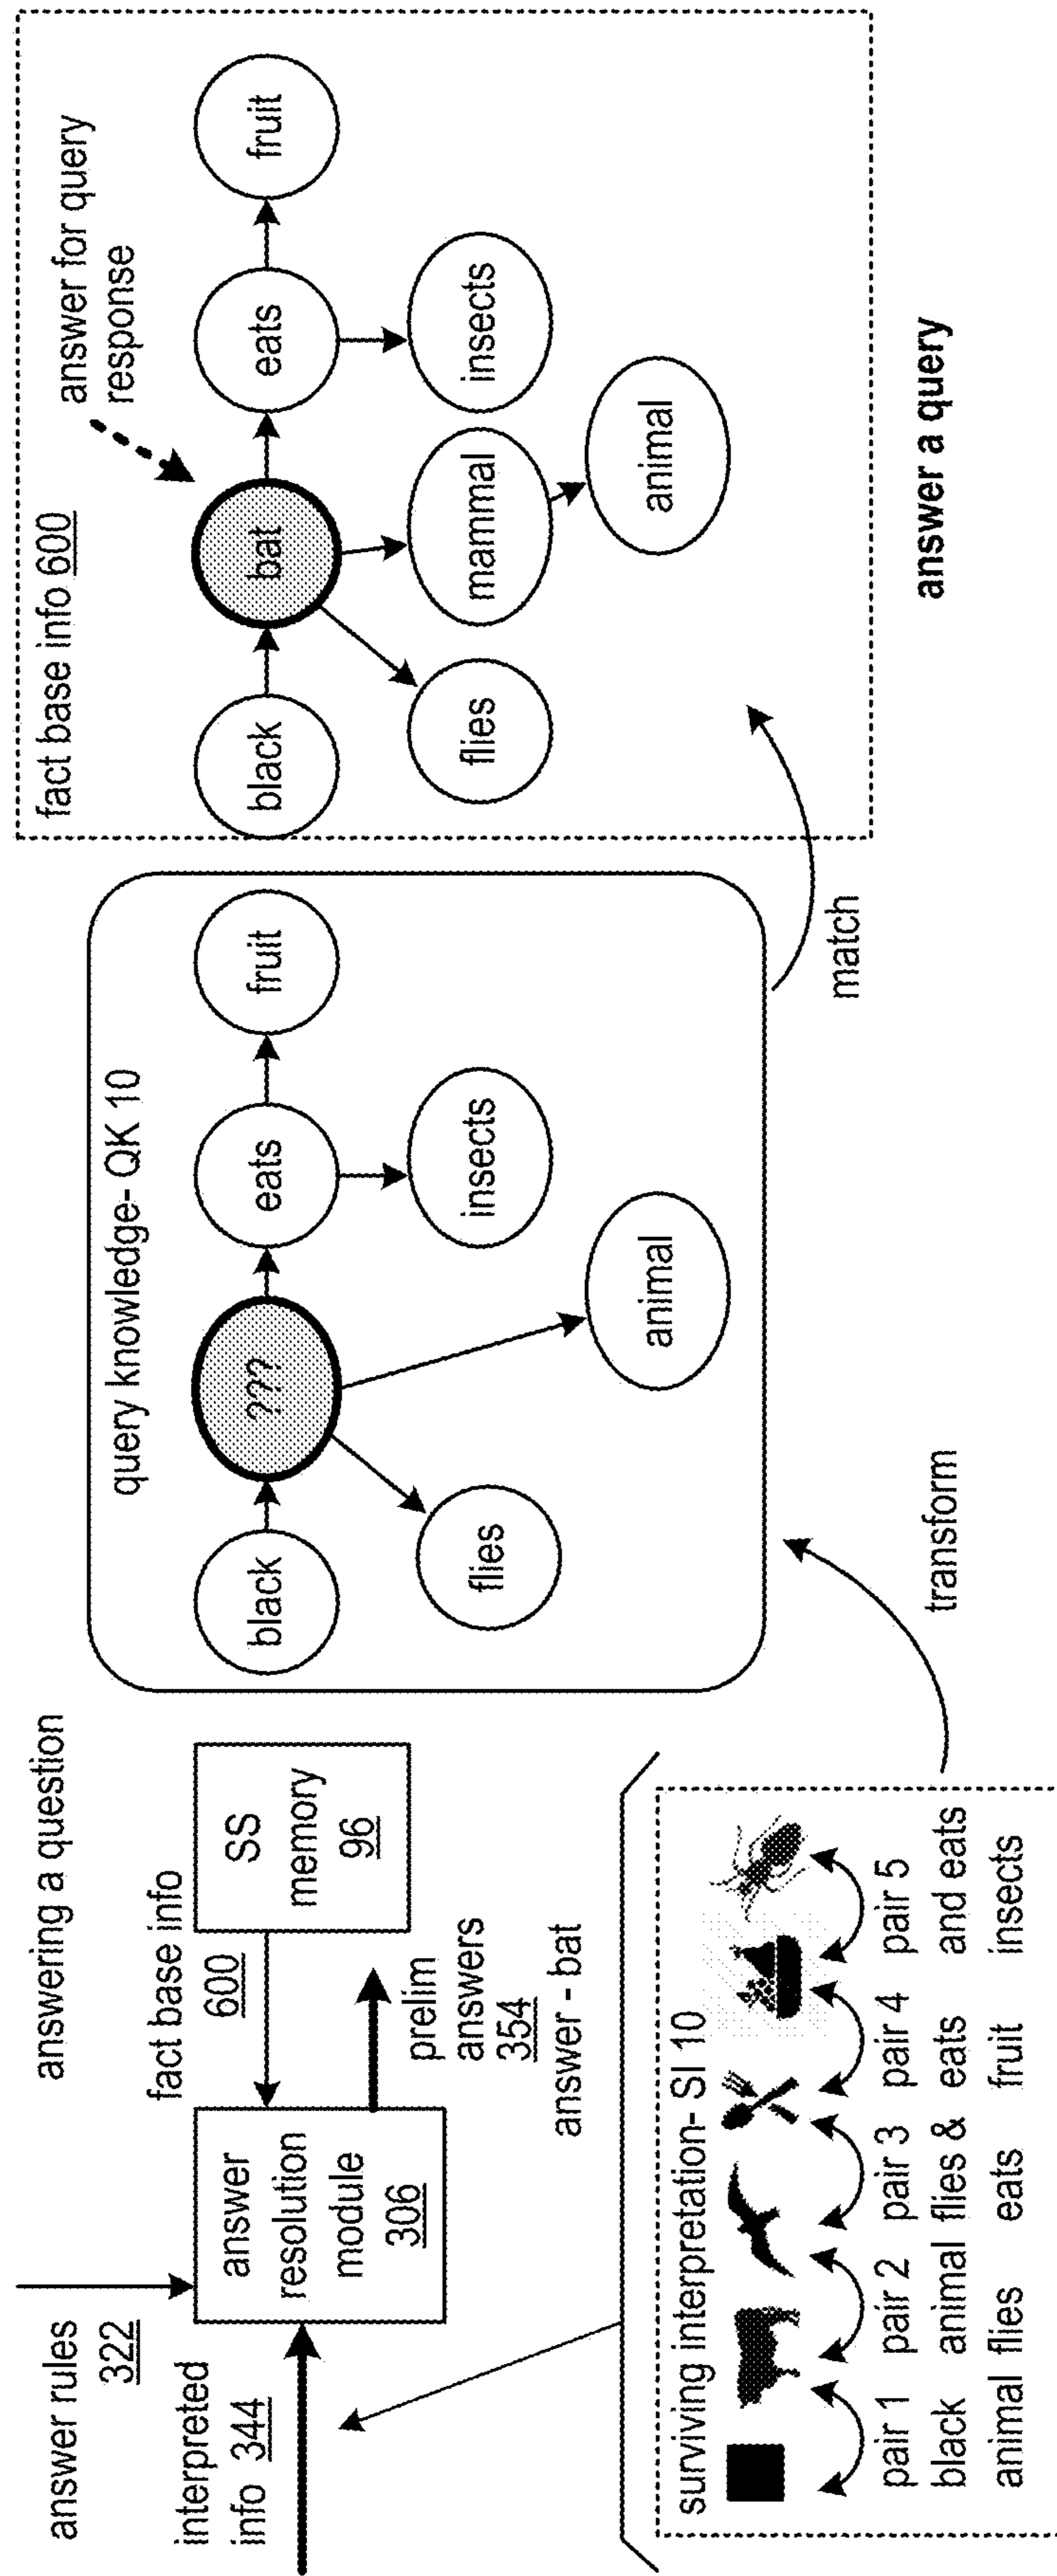 answering a question
answer rules
322
interpreted
info 344
answer
resolution
module
306
fact base info
600
SS
memory
96
prelim
answers
354
answer - bat
surviving interpretation- SI 10
pair 1
black
animal
pair 2
animal
flies
pair 3
flies &
eats
pair 4
eats
fruit
pair 5
and eats
insects
transform
query knowledge- QK 10
black
???
eats
fruit
flies
insects
animal
match
fact base info 600
answer for query
response
black
bat
eats
fruit
flies
mammal
insects
animal
answer a query